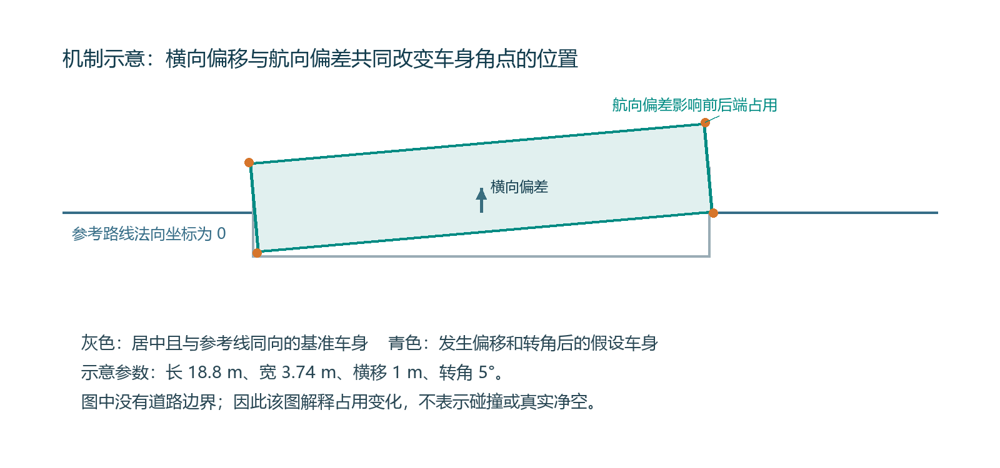 机制示意：横向偏移与航向偏差共同改变车身角点的位置
航向偏差影响前后端占用
横向偏差
参考路线法向坐标为 0
灰色：居中且与参考线同向的基准车身 青色：发生偏移和转角后的假设车身
示意参数：长 18.8 m、宽 3.74 m、横移 1 m、转角 5°。
图中没有道路边界；因此该图解释占用变化，不表示碰撞或真实净空。